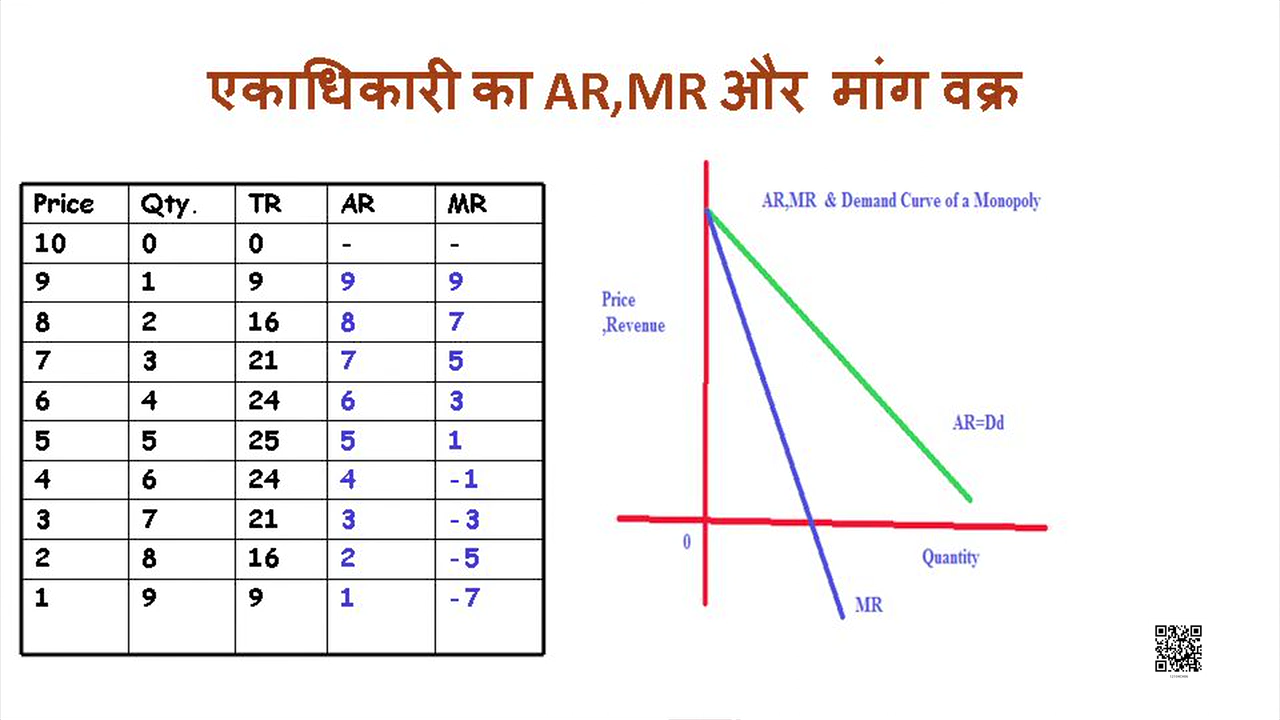 एकाधिकारी का AR,MR और मांग वक्र
Price Qty. TR AR MR
10 0 0 - -
9 1 9 9 9
8 2 16 8 7
7 3 21 7 5
6 4 24 6 3
5 5 25 5 1
4 6 24 4 -1
3 7 21 3 -3
2 8 16 2 -5
1 9 9 1 -7
AR,MR & Demand Curve of a Monopoly
Price
,Revenue
AR=Dd
0
Quantity
MR